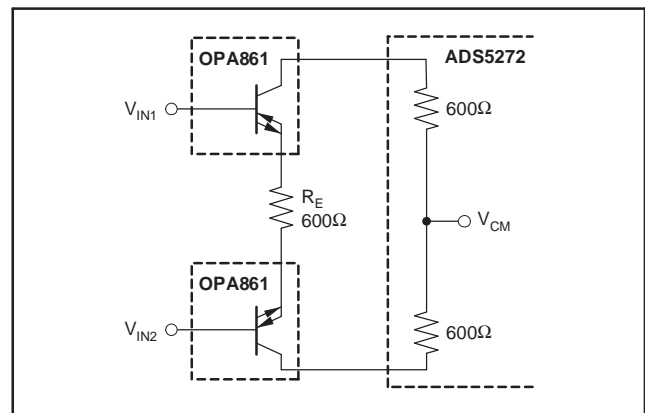 OPA861
ADS5272
V_IN1
600Ω
R_E
600Ω
V_CM
OPA861
V_IN2
600Ω